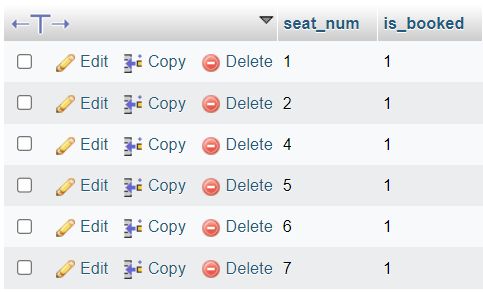 seat_num is_booked
Edit Copy Delete 1 1
Edit Copy Delete 2 1
Edit Copy Delete 4 1
Edit Copy Delete 5 1
Edit Copy Delete 6 1
Edit Copy Delete 7 1